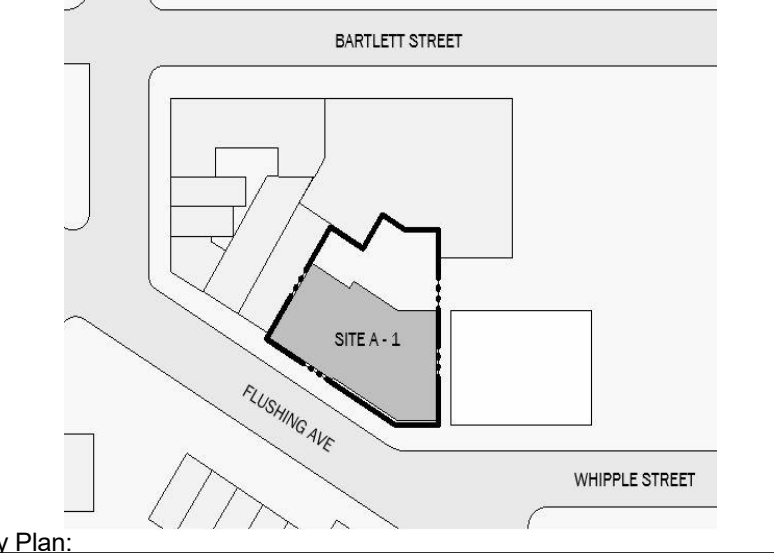 BARTLETT STREET
SITE A - 1
FLUSHING AVE
WHIPPLE STREET
y Plan: